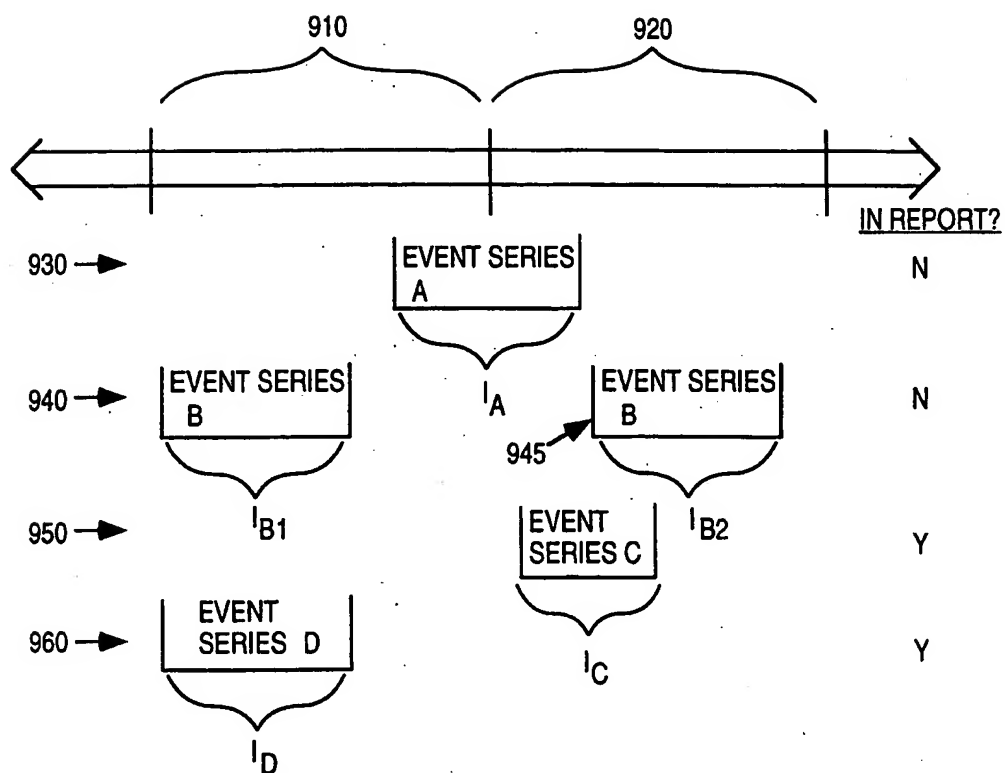 910
920
IN REPORT?
930
EVENT SERIES
A
N
I_A
940
EVENT SERIES
B
945
EVENT SERIES
B
N
I_B1
I_B2
950
EVENT
SERIES C
Y
I_C
960
EVENT
SERIES D
Y
I_D